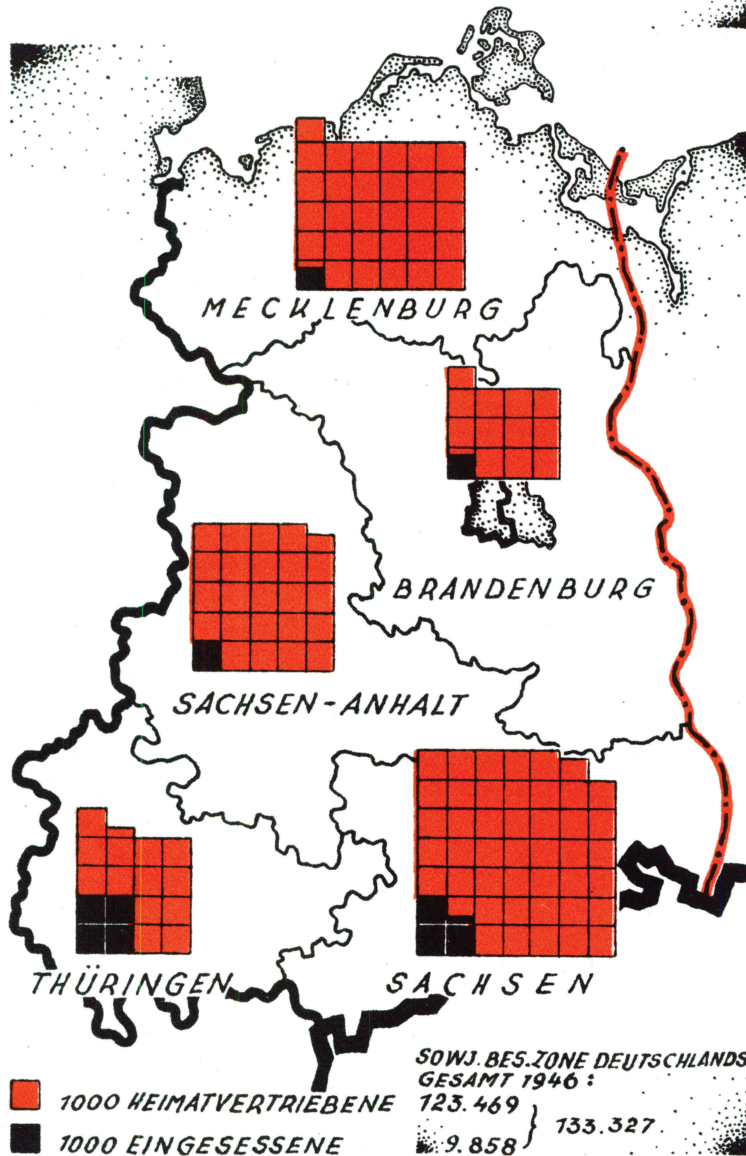 MECKLENBURG
BRANDENBURG
SACHSEN-ANHALT
THÜRINGEN
SACHSEN
1000 HEIMATVERTRIEBENE
1000 EINGESESSENE
SOWJ. BES. ZONE DEUTSCHLANDS
GESAMT 1946:
123.469
9.858
133.327